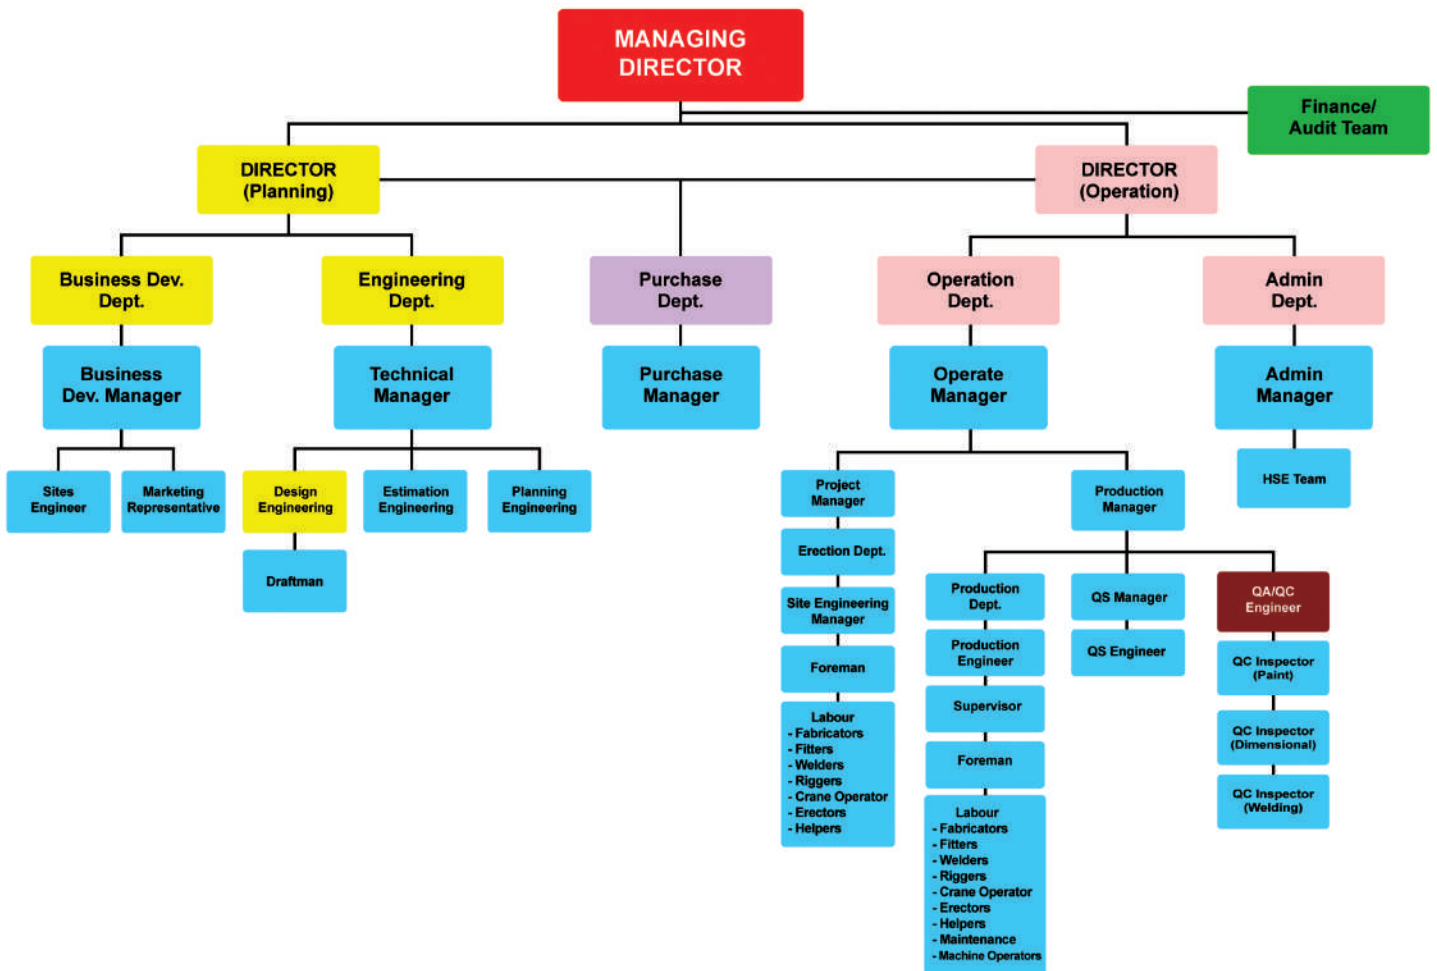 MANAGING
DIRECTOR
Finance/
Audit Team
DIRECTOR
(Planning)
DIRECTOR
(Operation)
Business Dev.
Dept.
Engineering
Dept.
Purchase
Dept.
Operation
Dept.
Admin
Dept.
Business
Dev. Manager
Technical
Manager
Purchase
Manager
Operate
Manager
Admin
Manager
Sites
Engineer
Marketing
Representative
Design
Engineering
Estimation
Engineering
Planning
Engineering
Project
Manager
Production
Manager
HSE Team
Draftman
Erection Dept.
Site Engineering
Manager
Foreman
Labour
- Fabricators
- Fitters
- Welders
- Riggers
- Crane Operator
- Erectors
- Helpers
Production
Dept.
Production
Engineer
Supervisor
Foreman
Labour
- Fabricators
- Fitters
- Welders
- Riggers
- Crane Operator
- Erectors
- Helpers
- Maintenance
- Machine Operators
QS Manager
QS Engineer
QA/QC
Engineer
QC Inspector
(Paint)
QC Inspector
(Dimensional)
QC Inspector
(Welding)